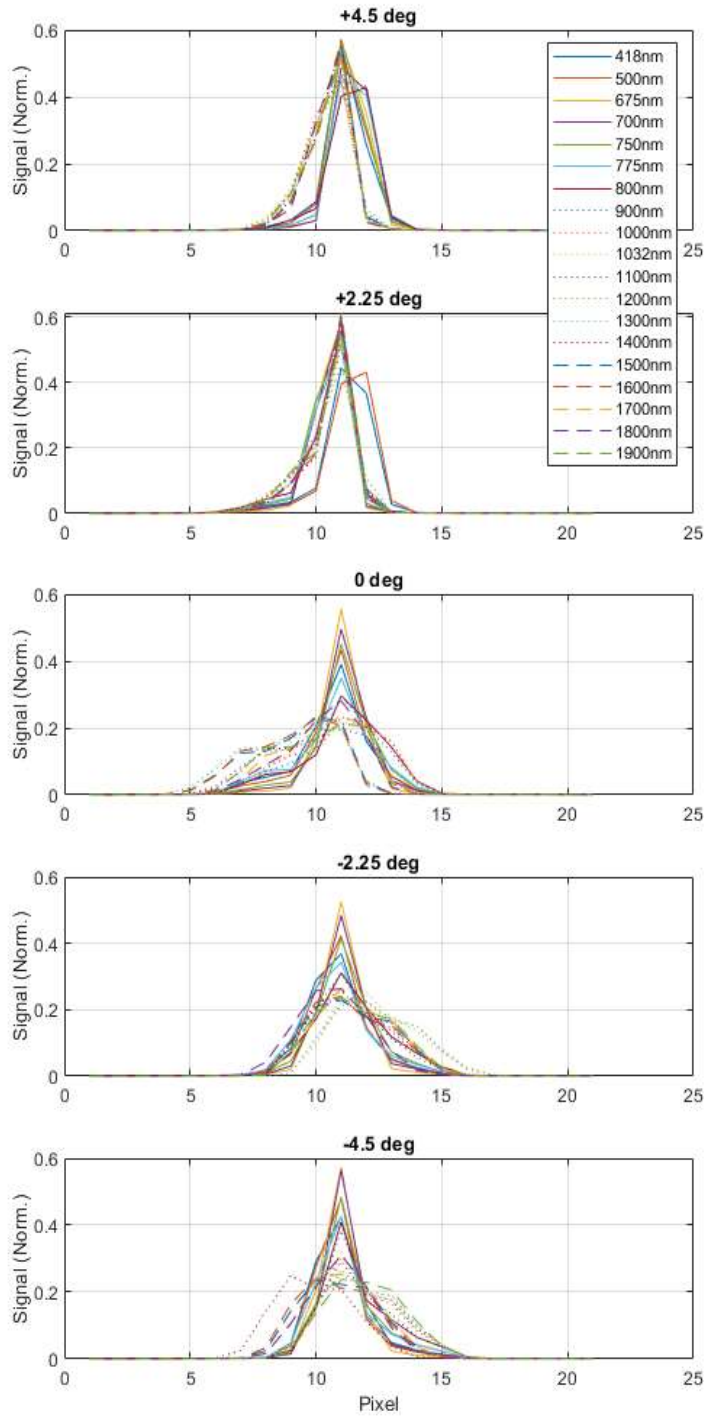 +4.5 deg
0.6
0.4
0.2
0
Signal (Norm.)
0 5 10 15 20 25
418nm
500nm
675nm
700nm
750nm
775nm
800nm
900nm
1000nm
1032nm
1100nm
1200nm
1300nm
1400nm
1500nm
1600nm
1700nm
1800nm
1900nm
+2.25 deg
0.6
0.4
0.2
0
Signal (Norm.)
0 5 10 15 20 25
0 deg
0.6
0.4
0.2
0
Signal (Norm.)
0 5 10 15 20 25
-2.25 deg
0.6
0.4
0.2
0
Signal (Norm.)
0 5 10 15 20 25
-4.5 deg
0.6
0.4
0.2
0
Signal (Norm.)
0 5 10 15 20 25
Pixel